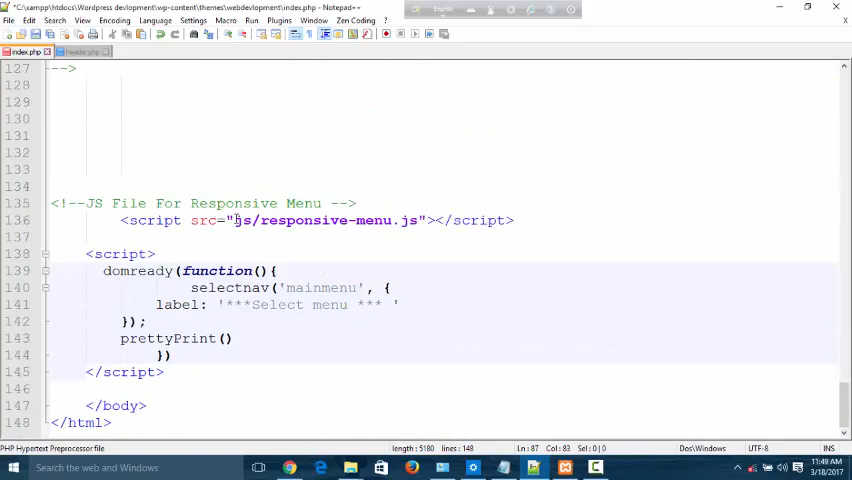 *C:\xampp\htdocs\Wordpress devlopment\wp-content\themes\webdevlopment\index.php - Notepad++
English
File Edit Search View Encoding Language Settings Macro Run Plugins Window Zen Coding ?
X
index.php
header.php
127 -->
128
129
130
131
132
133
134
135 <!--JS File For Responsive Menu -->
136 <script src="js/responsive-menu.js"></script>
137
138 <script>
139 domready(function(){
140 selectnav('mainmenu', {
141 label: '***Select menu *** '
142 });
143 prettyPrint()
144 })
145 </script>
146
147 </body>
148 </html>
PHP Hypertext Preprocessor file length : 5180 lines : 148 Ln : 87 Col : 83 Sel : 0 | 0 Dos\Windows UTF-8 INS
Search the web and Windows
11:49 AM
3/18/2017